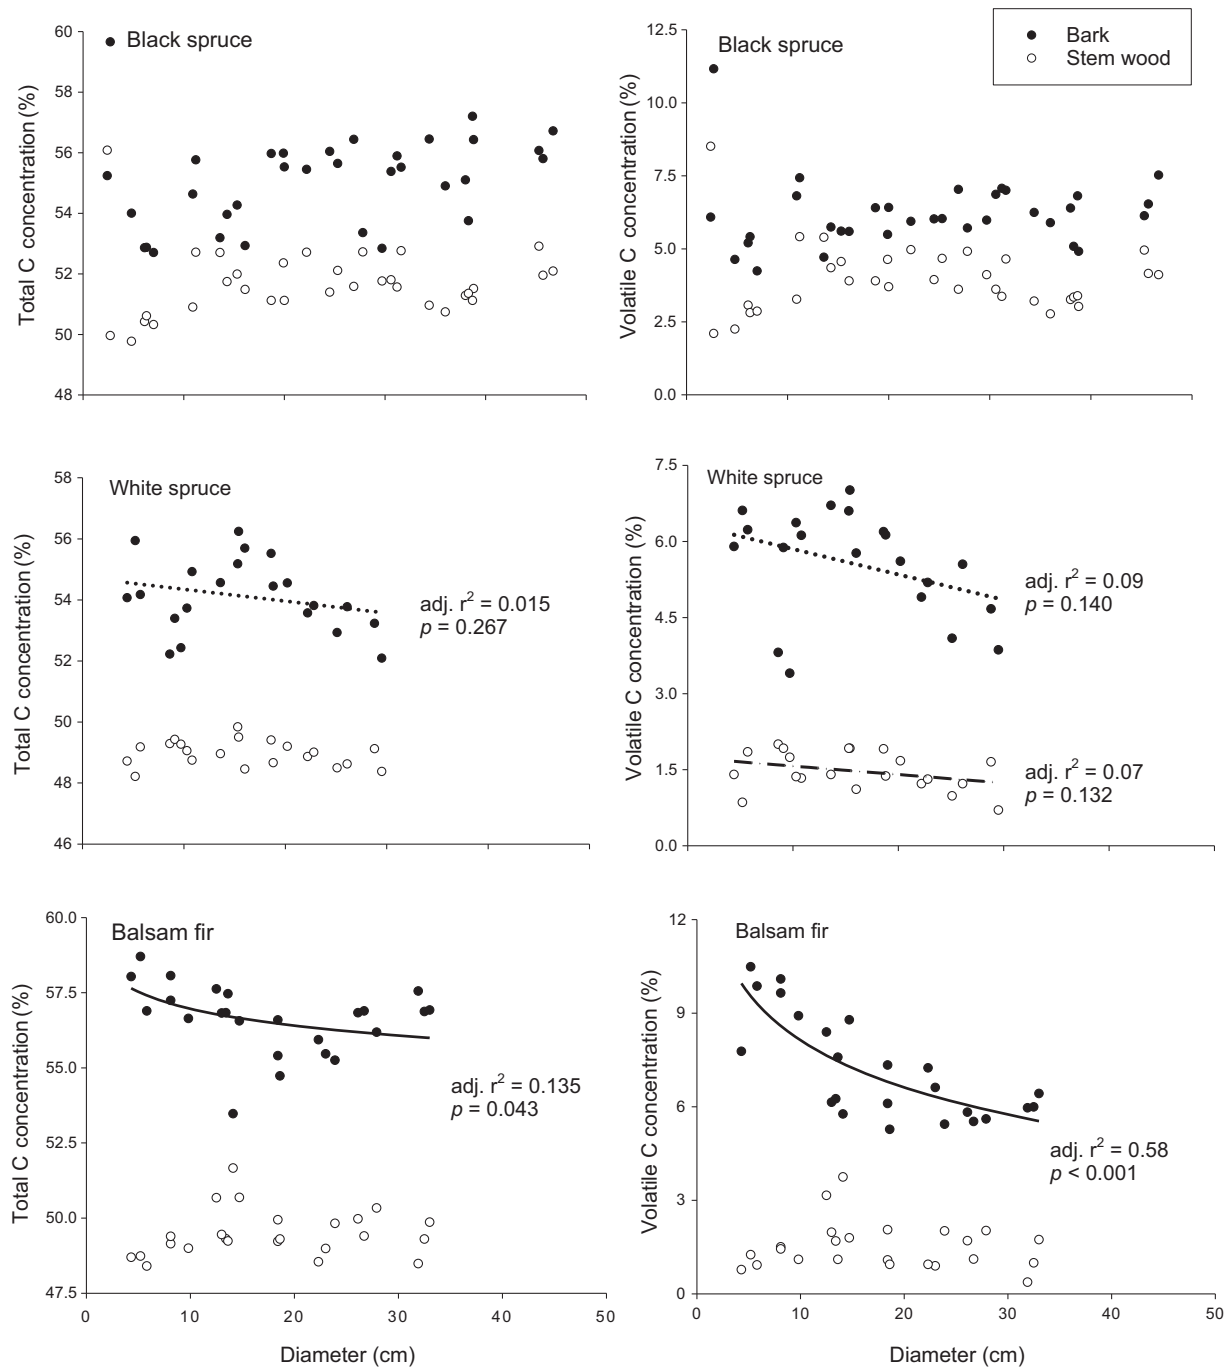 Black spruce
Total C concentration (%)
60
58
56
54
52
50
48
Black spruce
Volatile C concentration (%)
12.5
10.0
7.5
5.0
2.5
0.0
Bark
Stem wood
White spruce
Total C concentration (%)
58
56
54
52
50
48
46
adj. r² = 0.015
p = 0.267
White spruce
Volatile C concentration (%)
7.5
6.0
4.5
3.0
1.5
0.0
adj. r² = 0.09
p = 0.140
adj. r² = 0.07
p = 0.132
Balsam fir
Total C concentration (%)
60.0
57.5
55.0
52.5
50.0
47.5
adj. r² = 0.135
p = 0.043
0 10 20 30 40 50
Diameter (cm)
Balsam fir
Volatile C concentration (%)
12
9
6
3
0
adj. r² = 0.58
p < 0.001
0 10 20 30 40 50
Diameter (cm)